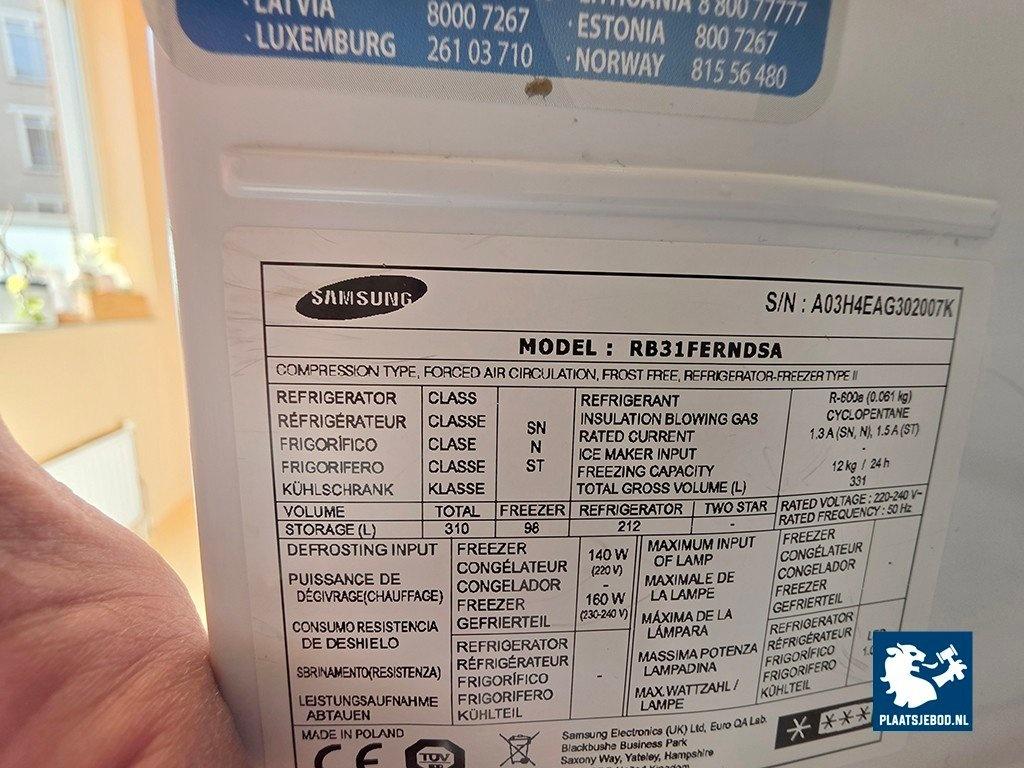 · LATVIA 8000 7267
· LUXEMBURG 261 03 710
LITHUANIA 8 800 77777
· ESTONIA 800 7267
· NORWAY 815 56 480
SAMSUNG
S/N : A03H4EAG302007K
MODEL : RB31FERNDSA
COMPRESSION TYPE, FORCED AIR CIRCULATION, FROST FREE, REFRIGERATOR-FREEZER TYPE II
REFRIGERATOR CLASS
RÉFRIGÉRATEUR CLASSE
FRIGORÍFICO CLASE
FRIGORIFERO CLASSE
KÜHLSCHRANK KLASSE
SN
N
ST
REFRIGERANT R-600a (0.061 kg)
INSULATION BLOWING GAS CYCLOPENTANE
RATED CURRENT 1.3 A (SN, N), 1.5 A (ST)
ICE MAKER INPUT -
FREEZING CAPACITY 12 kg / 24 h
TOTAL GROSS VOLUME (L) 331
VOLUME TOTAL FREEZER REFRIGERATOR TWO STAR
STORAGE (L) 310 98 212 -
RATED VOLTAGE : 220-240 V~
RATED FREQUENCY : 50 Hz
DEFROSTING INPUT
PUISSANCE DE
DÉGIVRAGE(CHAUFFAGE)
CONSUMO RESISTENCIA
DE DESHIELO
SBRINAMENTO(RESISTENZA)
LEISTUNGSAUFNAHME
ABTAUEN
FREEZER
CONGÉLATEUR
CONGELADOR
FREEZER
GEFRIERTEIL
140 W
(220 V)
-
160 W
(230-240 V)
REFRIGERATOR
RÉFRIGÉRATEUR
FRIGORÍFICO
FRIGORIFERO
KÜHLTEIL
-
MAXIMUM INPUT
OF LAMP
MAXIMALE DE
LA LAMPE
MÁXIMA DE LA
LÁMPARA
MASSIMA POTENZA
LAMPADINA
MAX.WATTZAHL /
LAMPE
FREEZER
CONGÉLATEUR
CONGELADOR
FREEZER
GEFRIERTEIL
-
REFRIGERATOR
RÉFRIGÉRATEUR
FRIGORÍFICO
FRIGORIFERO
KÜHLTEIL
MADE IN POLAND
CE
TÜV
Samsung Electronics (UK) Ltd, Euro QA Lab.
Blackbushe Business Park
Saxony Way, Yateley, Hampshire
United Kingdom
PLAATSJEBOD.NL